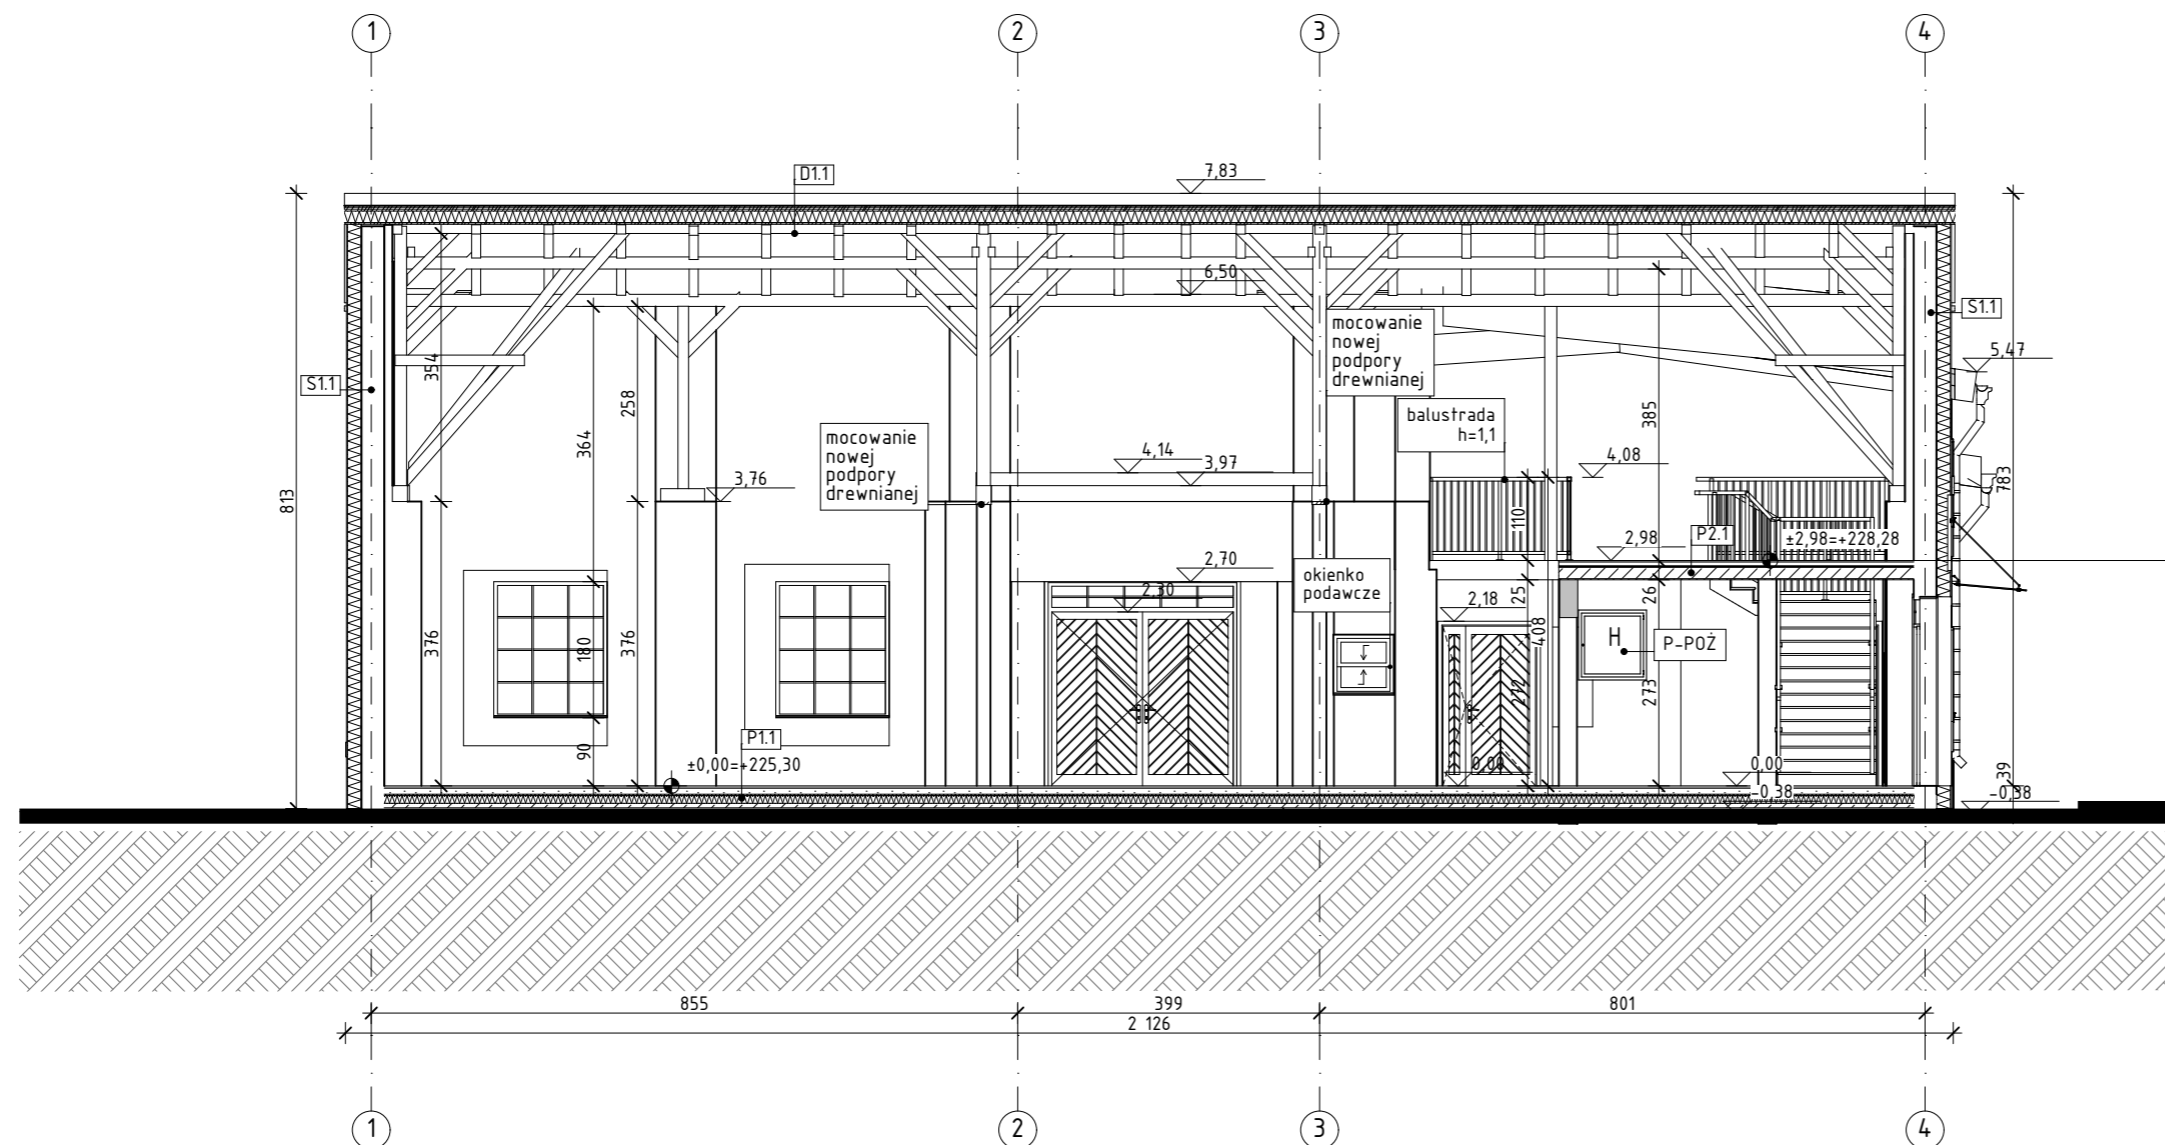 1
2
3
4
D1.1
7,83
6,50
S1.1
S1.1
5,47
mocowanie
nowej
podpory
drewnianej
balustrada
h=1,1
mocowanie
nowej
podpory
drewnianej
354
364
258
385
813
783
3,76
4,14
3,97
4,08
110
2,98
P2.1
±2,98=+228,28
2,70
2,30
okienko
podawcze
2,18
25
26
408
H
P-POŻ
376
180
376
212
273
90
P1.1
±0,00=+225,30
0,00
0,00
-0,38
39
-0,38
855
399
801
2 126
1
2
3
4